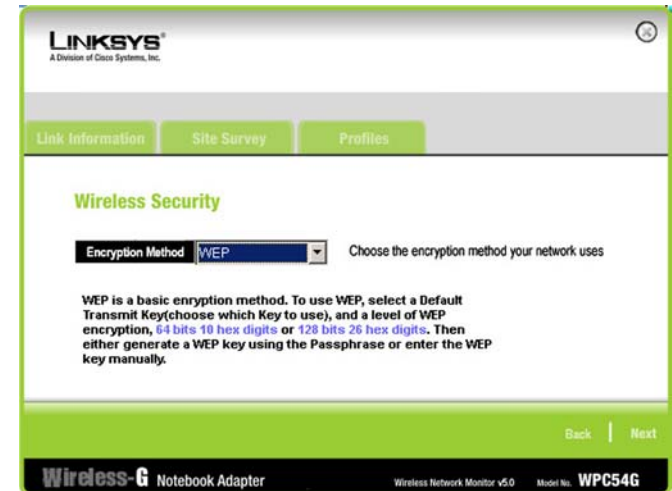 LINKSYS®
A Division of Cisco Systems, Inc.
Link Information Site Survey Profiles
Wireless Security
Encryption Method WEP Choose the encryption method your network uses
WEP is a basic enryption method. To use WEP, select a Default
Transmit Key(choose which Key to use), and a level of WEP
encryption, 64 bits 10 hex digits or 128 bits 26 hex digits. Then
either generate a WEP key using the Passphrase or enter the WEP
key manually.
Back | Next
Wireless-G Notebook Adapter Wireless Network Monitor v5.0 Model No. WPC54G